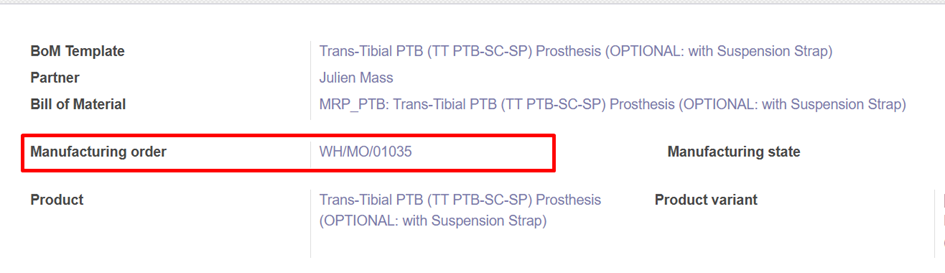 BoM Template Trans-Tibial PTB (TT PTB-SC-SP) Prosthesis (OPTIONAL: with Suspension Strap)
Partner Julien Mass
Bill of Material MRP_PTB: Trans-Tibial PTB (TT PTB-SC-SP) Prosthesis (OPTIONAL: with Suspension Strap)
Manufacturing order WH/MO/01035 Manufacturing state
Product Trans-Tibial PTB (TT PTB-SC-SP) Prosthesis Product variant
(OPTIONAL: with Suspension Strap)